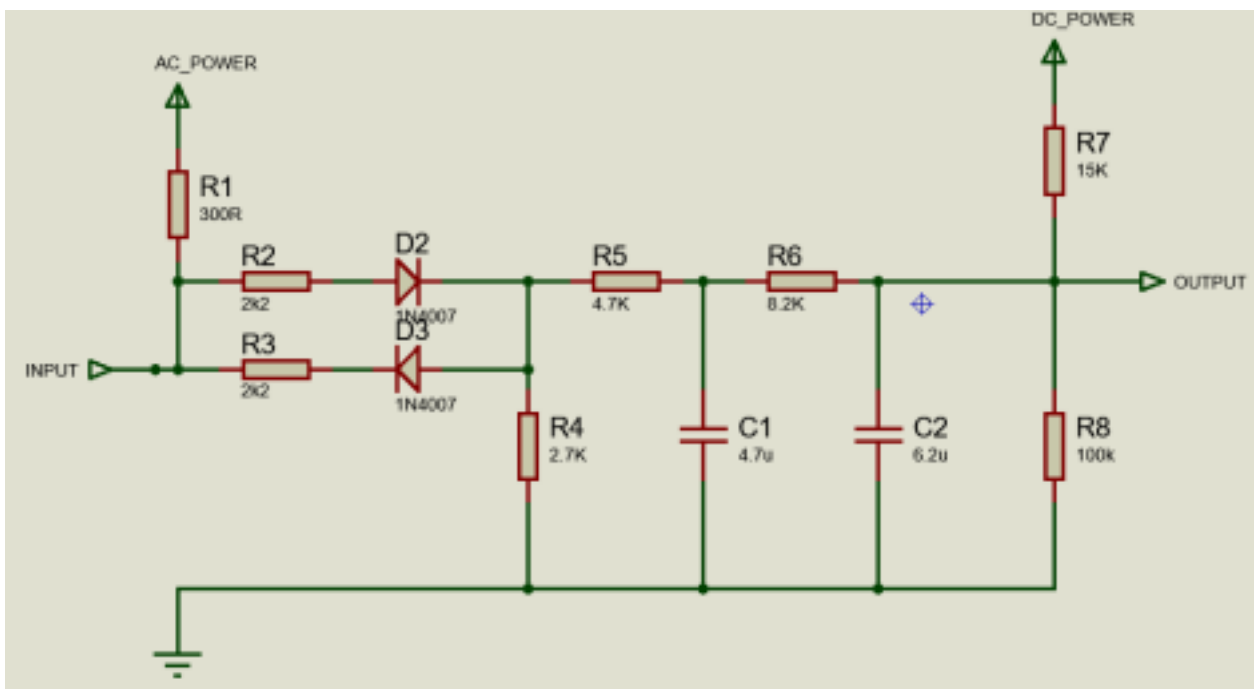 DC_POWER
AC_POWER
R7
15K
R1
300R
R2
2k2
D2
1N4007
R5
4.7K
R6
8.2K
OUTPUT
D3
1N4007
R3
2k2
INPUT
R4
2.7K
C1
4.7u
C2
6.2u
R8
100k